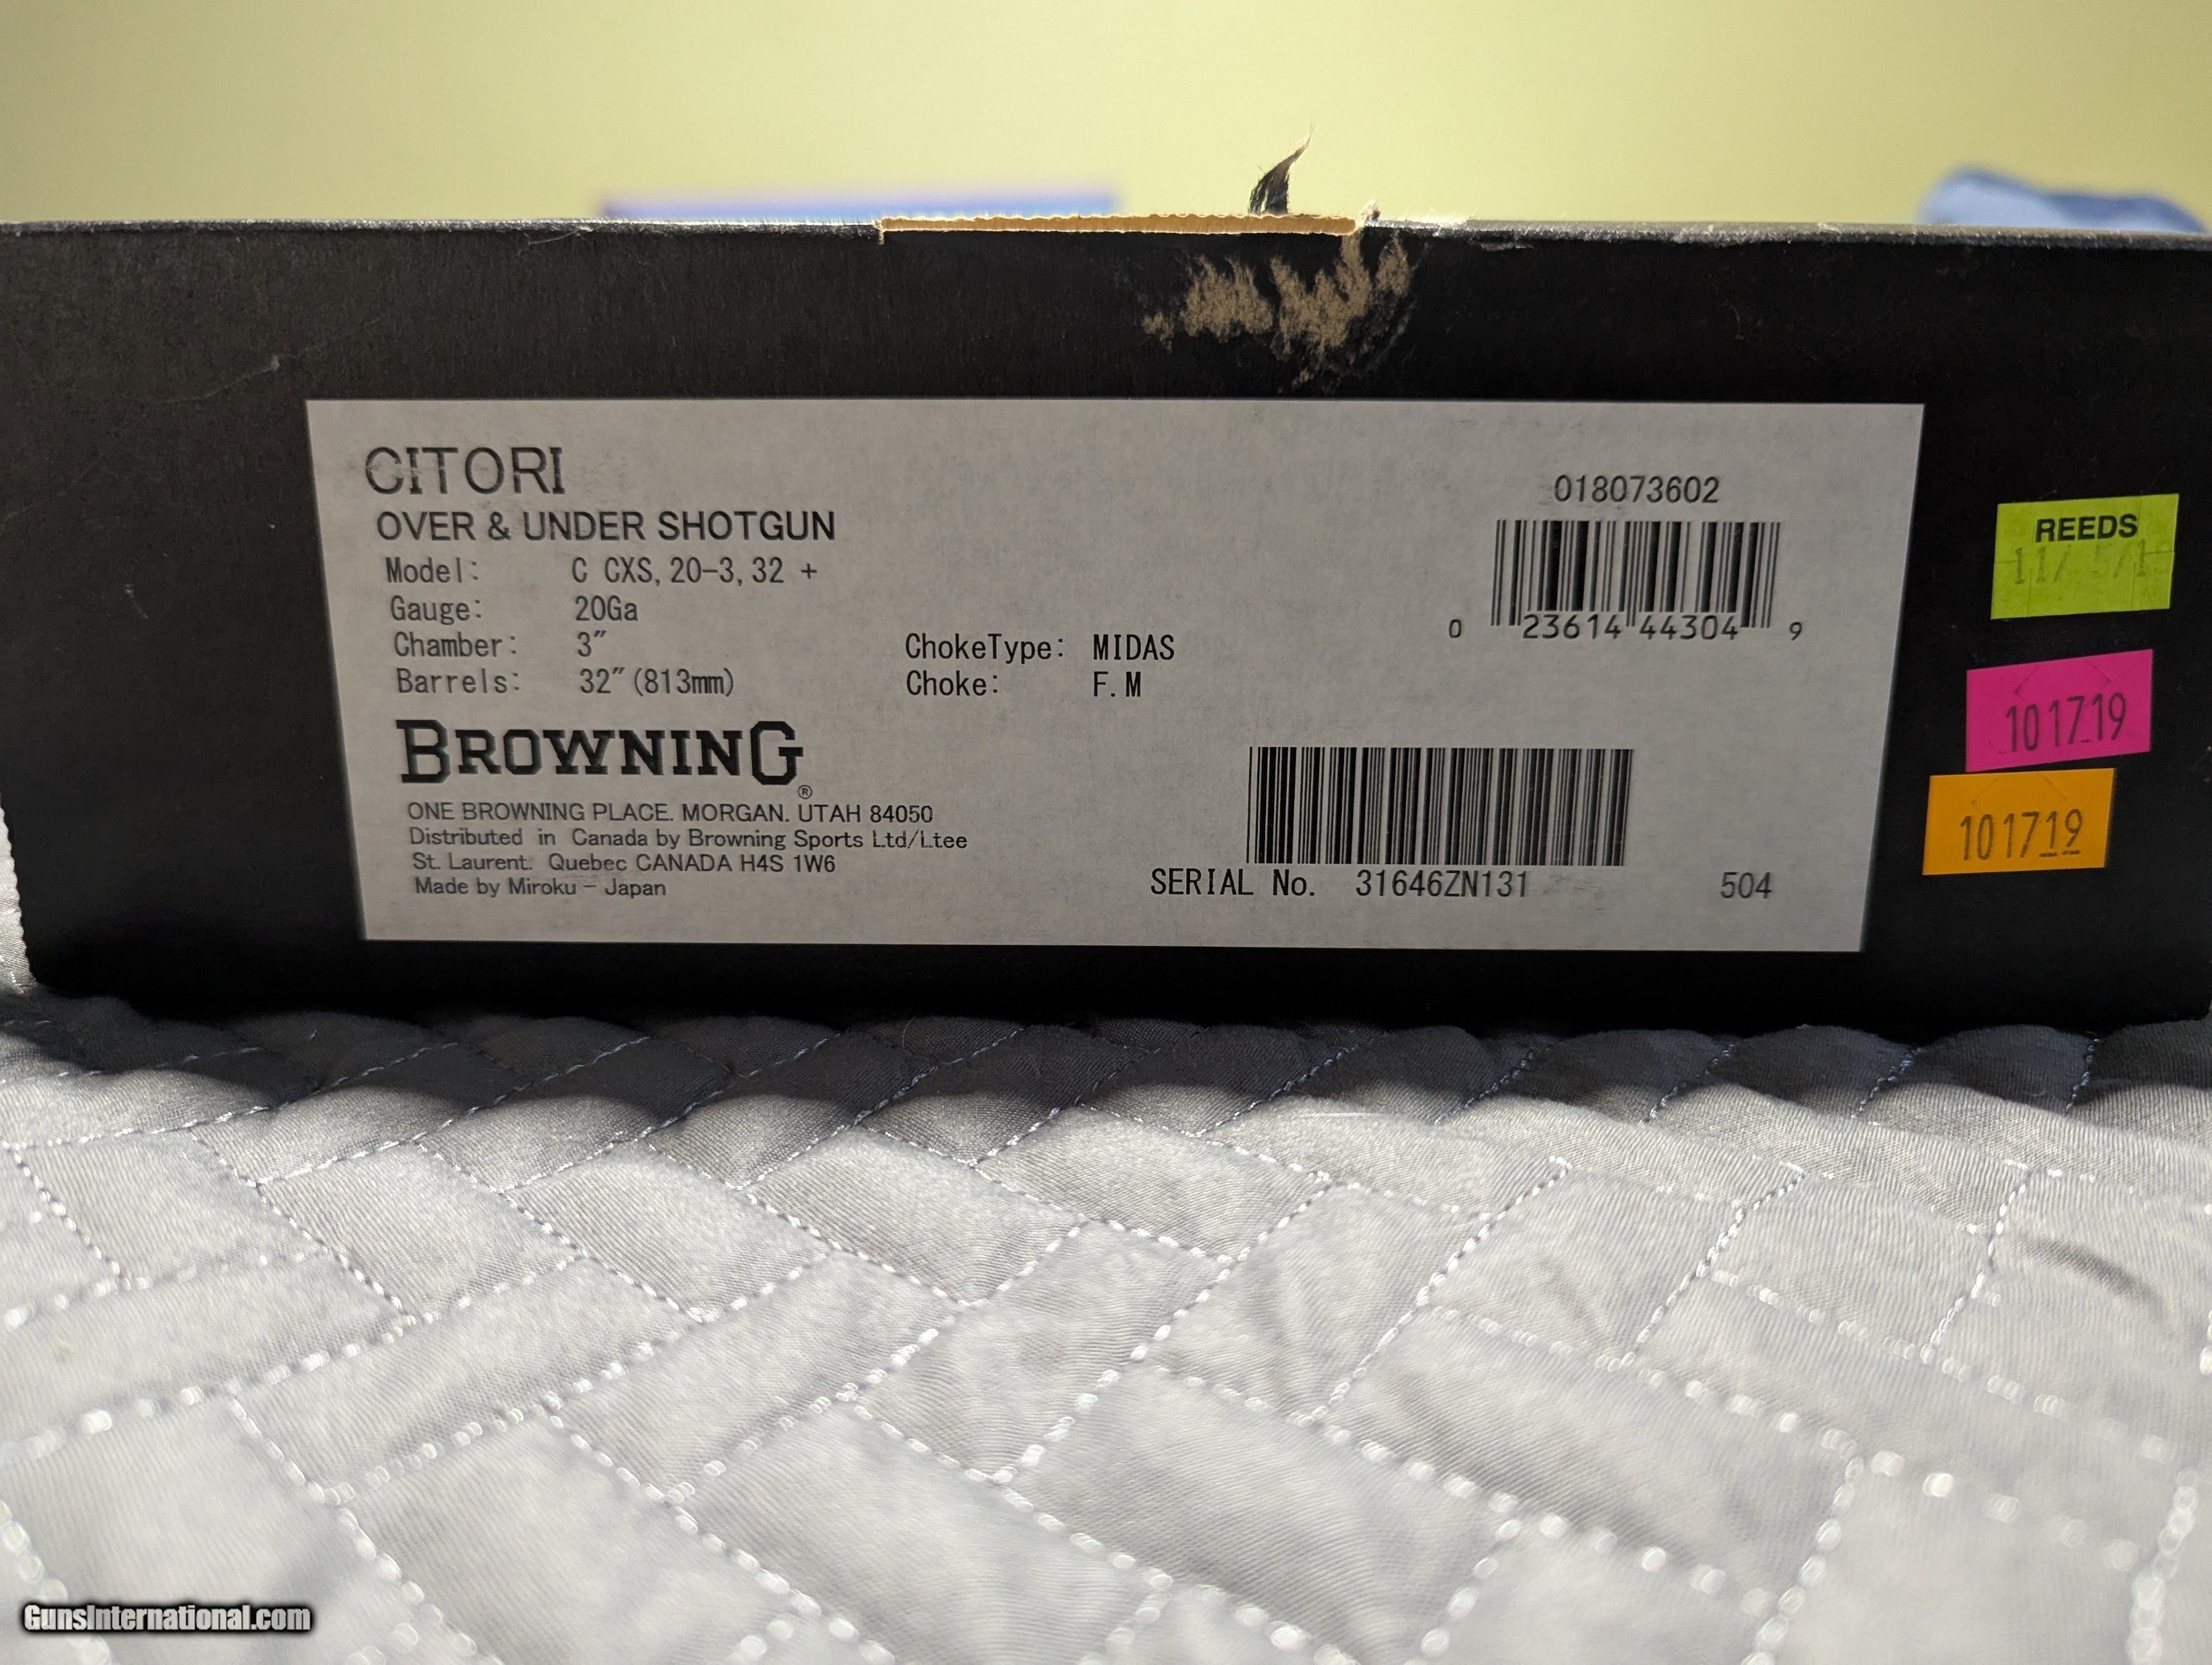 CITORI
OVER & UNDER SHOTGUN
Model: C CXS, 20-3, 32 +
Gauge: 20Ga
Chamber: 3″
Barrels: 32″ (813mm)
ChokeType: MIDAS
Choke: F.M
BROWNING®
ONE BROWNING PLACE. MORGAN. UTAH 84050
Distributed in Canada by Browning Sports Ltd/Ltee
St. Laurent. Quebec CANADA H4S 1W6
Made by Miroku - Japan
018073602
0 23614 44304 9
SERIAL No. 31646ZN131
504
REEDS
101719
101719
GunsInternational.com